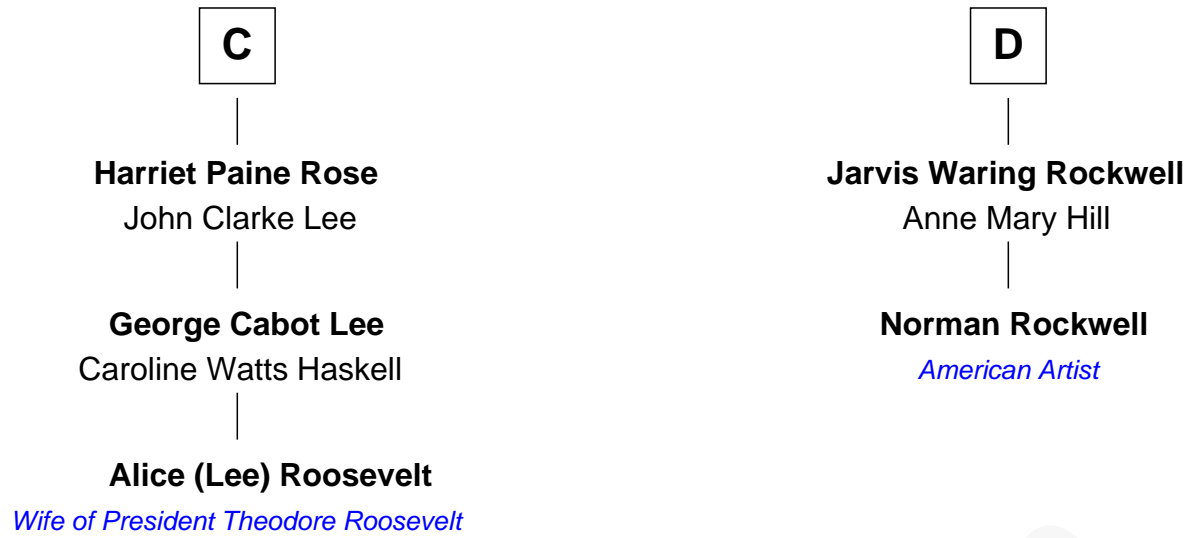 C
Harriet Paine Rose
John Clarke Lee
George Cabot Lee
Caroline Watts Haskell
Alice (Lee) Roosevelt
Wife of President Theodore Roosevelt
D
Jarvis Waring Rockwell
Anne Mary Hill
Norman Rockwell
American Artist